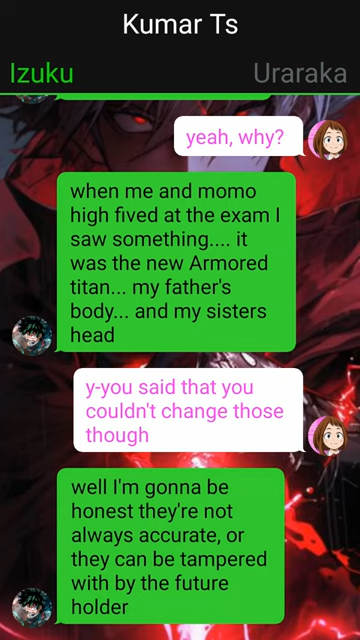 Kumar Ts
Izuku
Uraraka
yeah, why?
when me and momo
high fived at the exam I
saw something.... it
was the new Armored
titan... my father's
body... and my sisters
head
y-you said that you
couldn't change those
though
well I'm gonna be
honest they're not
always accurate, or
they can be tampered
with by the future
holder